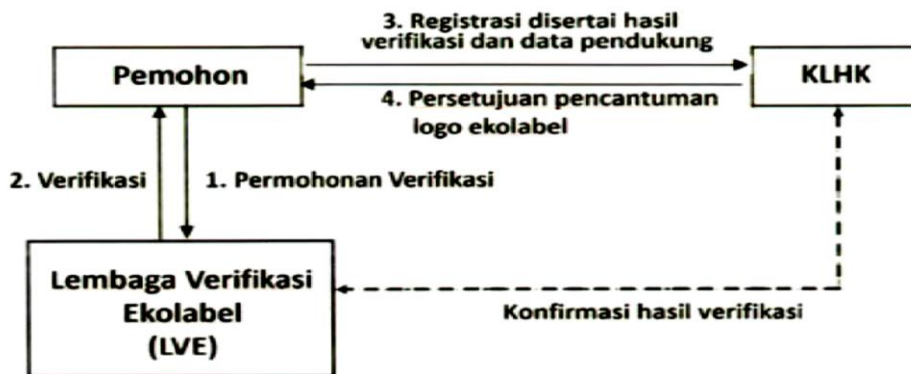 3. Registrasi disertai hasil
verifikasi dan data pendukung
Pemohon
KLHK
4. Persetujuan pencantuman
logo ekolabel
2. Verifikasi
1. Permohonan Verifikasi
Lembaga Verifikasi
Ekolabel
(LVE)
Konfirmasi hasil verifikasi